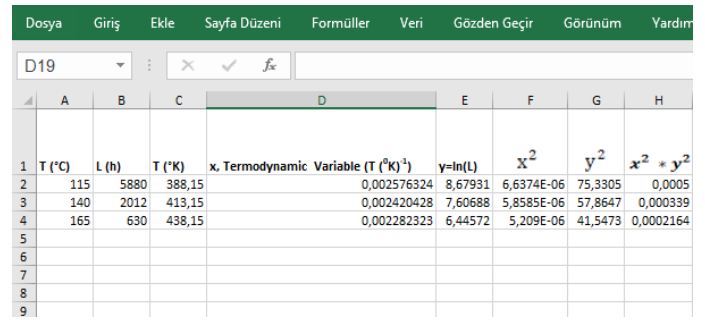 Dosya Giriş Ekle Sayfa Düzeni Formüller Veri Gözden Geçir Görünüm Yardım
D19 fx
A B C D E F G H
1 T (°C) L (h) T (°K) x, Termodynamic Variable (T (⁰K)⁻¹) y=ln(L) x² y² x² * y²
2 115 5880 388,15 0,002576324 8,67931 6,6374E-06 75,3305 0,0005
3 140 2012 413,15 0,002420428 7,60688 5,8585E-06 57,8647 0,000339
4 165 630 438,15 0,002282323 6,44572 5,209E-06 41,5473 0,0002164
5
6
7
8
9